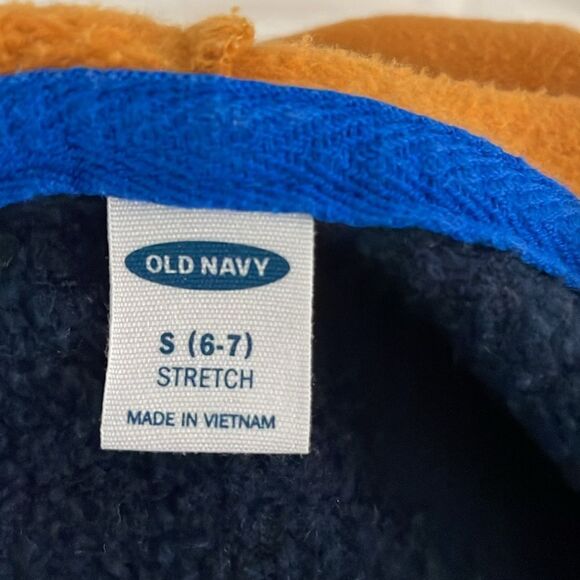 OLD NAVY
S (6-7)
STRETCH
MADE IN VIETNAM